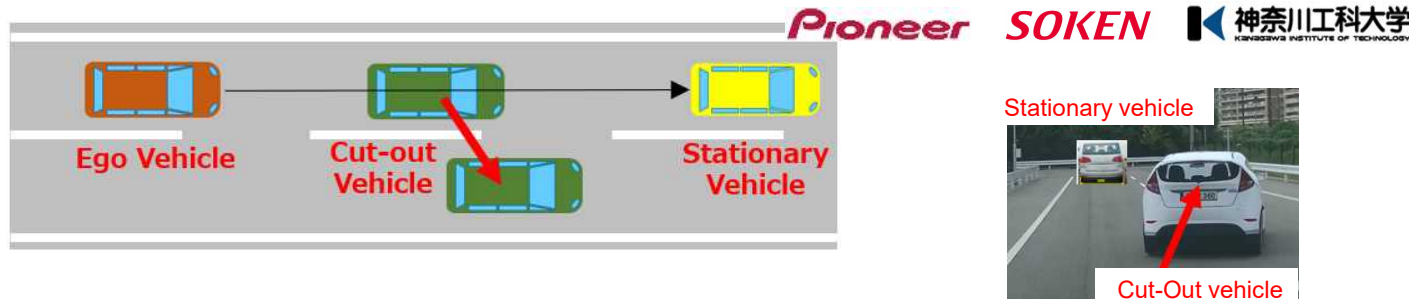 Pioneer
SOKEN
神奈川工科大学
KANAGAWA INSTITUTE OF TECHNOLOGY
Ego Vehicle
Cut-out
Vehicle
Stationary
Vehicle
Stationary vehicle
Cut-Out vehicle